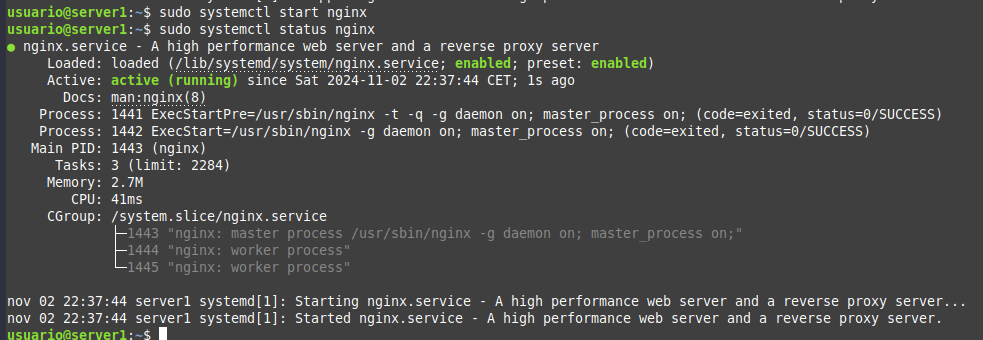 usuario@server1:~$ sudo systemctl start nginx
usuario@server1:~$ sudo systemctl status nginx
● nginx.service - A high performance web server and a reverse proxy server
     Loaded: loaded (/lib/systemd/system/nginx.service; enabled; preset: enabled)
     Active: active (running) since Sat 2024-11-02 22:37:44 CET; 1s ago
       Docs: man:nginx(8)
    Process: 1441 ExecStartPre=/usr/sbin/nginx -t -q -g daemon on; master_process on; (code=exited, status=0/SUCCESS)
    Process: 1442 ExecStart=/usr/sbin/nginx -g daemon on; master_process on; (code=exited, status=0/SUCCESS)
   Main PID: 1443 (nginx)
      Tasks: 3 (limit: 2284)
     Memory: 2.7M
        CPU: 41ms
     CGroup: /system.slice/nginx.service
             ├─1443 "nginx: master process /usr/sbin/nginx -g daemon on; master_process on;"
             ├─1444 "nginx: worker process"
             └─1445 "nginx: worker process"
nov 02 22:37:44 server1 systemd[1]: Starting nginx.service - A high performance web server and a reverse proxy server...
nov 02 22:37:44 server1 systemd[1]: Started nginx.service - A high performance web server and a reverse proxy server.
usuario@server1:~$